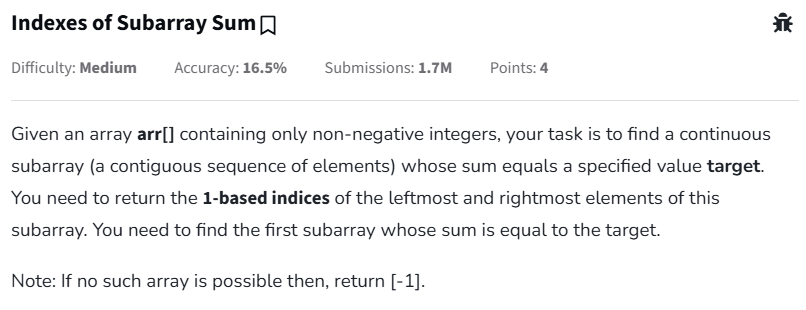 Indexes of Subarray Sum
Difficulty: Medium Accuracy: 16.5% Submissions: 1.7M Points: 4
Given an array arr[] containing only non-negative integers, your task is to find a continuous
subarray (a contiguous sequence of elements) whose sum equals a specified value target.
You need to return the 1-based indices of the leftmost and rightmost elements of this
subarray. You need to find the first subarray whose sum is equal to the target.
Note: If no such array is possible then, return [-1].